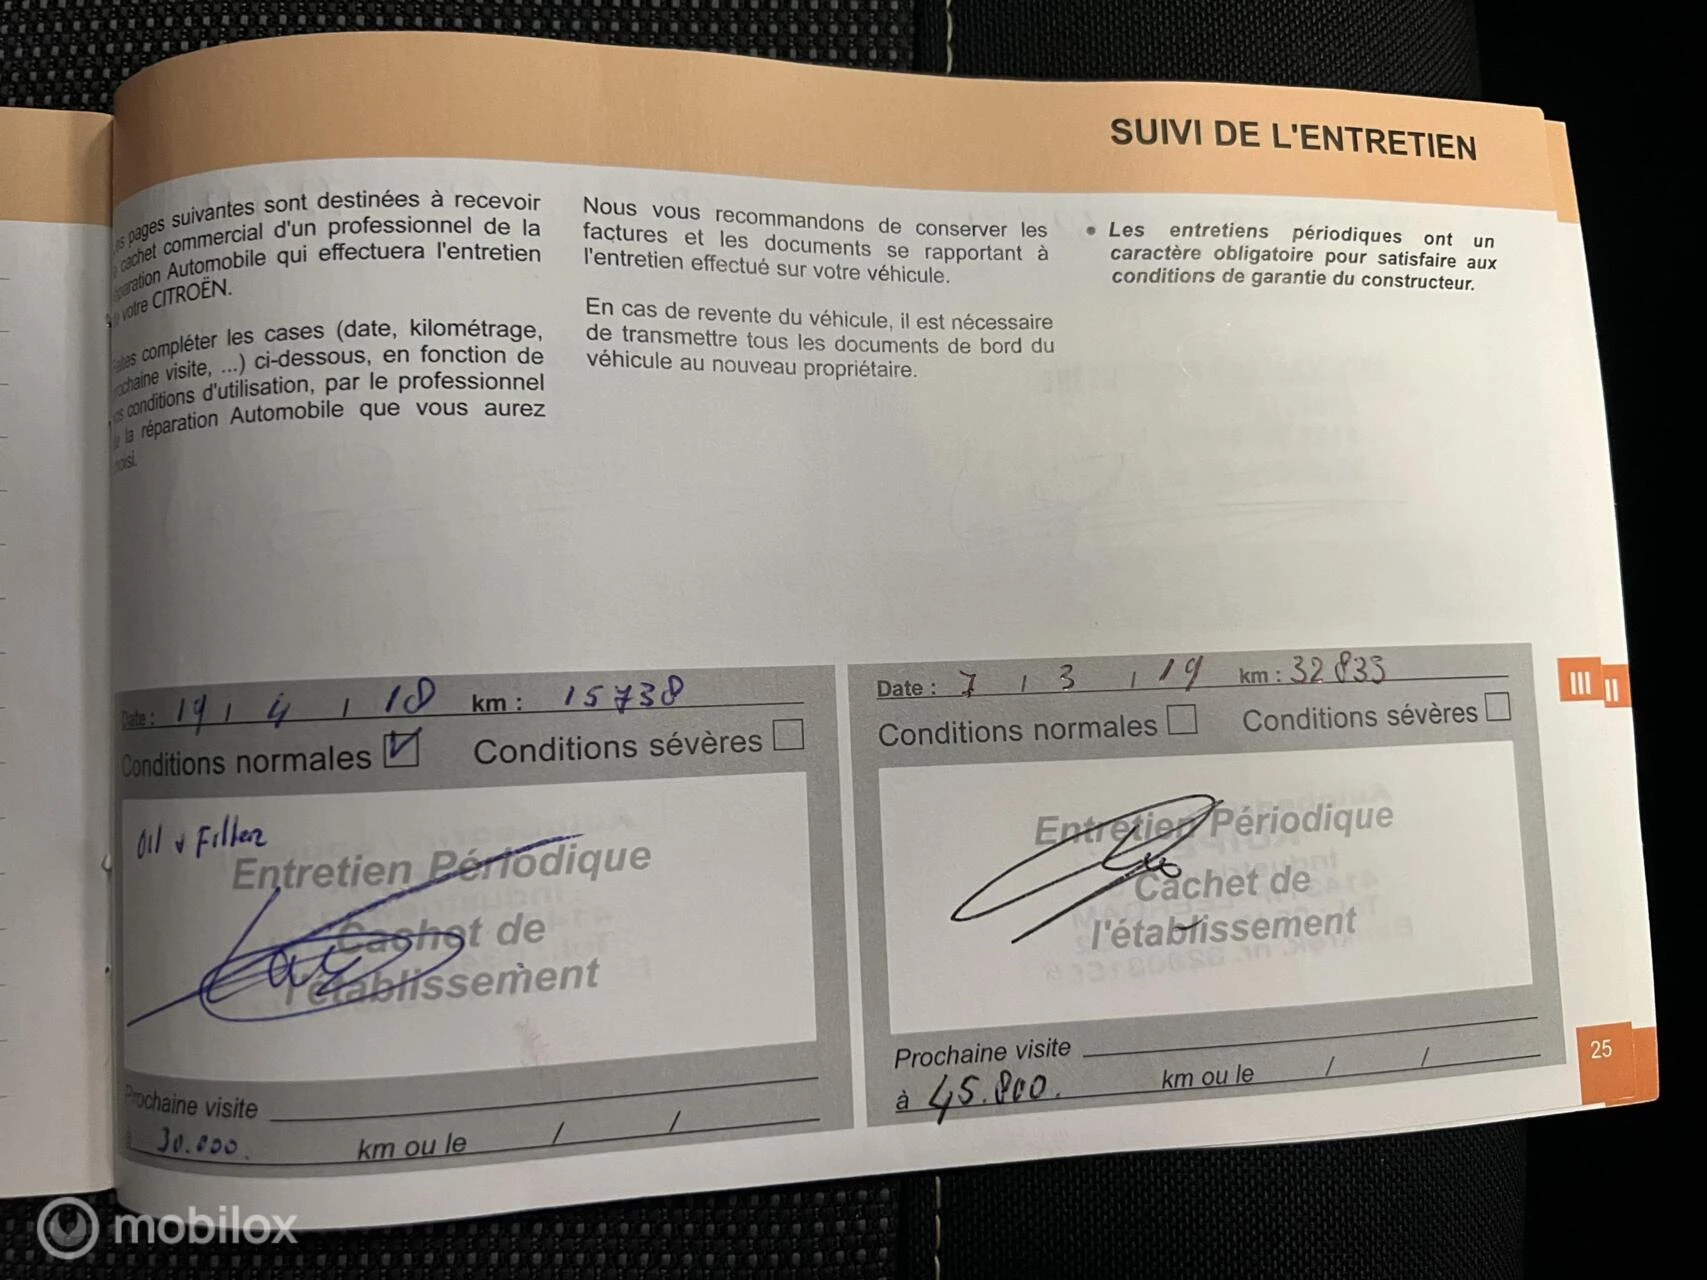 SUIVI DE L'ENTRETIEN
pages suivantes sont destinées à recevoir
cachet commercial d'un professionnel de la
Automobile qui effectuera l'entretien
votre CITROËN.
compléter les cases (date, kilométrage,
visite, ...) ci-dessous, en fonction de
conditions d'utilisation, par le professionnel
la réparation Automobile que vous aurez
Nous vous recommandons de conserver les
factures et les documents se rapportant à
l'entretien effectué sur votre véhicule.
En cas de revente du véhicule, il est nécessaire
de transmettre tous les documents de bord du
véhicule au nouveau propriétaire.
• Les entretiens périodiques ont un
caractère obligatoire pour satisfaire aux
conditions de garantie du constructeur.
Date : 19 / 4 / 18 km : 15738
Conditions normales Conditions sévères
Oil + Filter
Entretien Périodique
Cachet de
l'établissement
Prochaine visite
à 30.000. km ou le / /
Date : 7 / 3 / 19 km : 32833
Conditions normales Conditions sévères
Entretien Périodique
Cachet de
l'établissement
Prochaine visite
à 45.800. km ou le / /
III II
25
mobilox